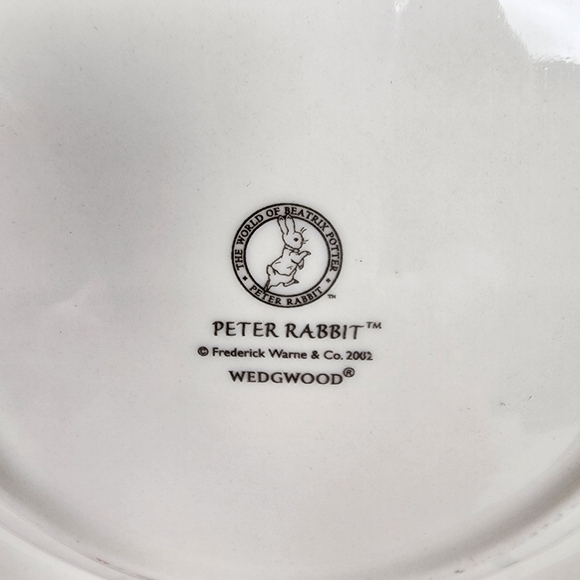 THE WORLD OF BEATRIX POTTER
PETER RABBIT ™
PETER RABBIT™
© Frederick Warne & Co. 2002
WEDGWOOD®